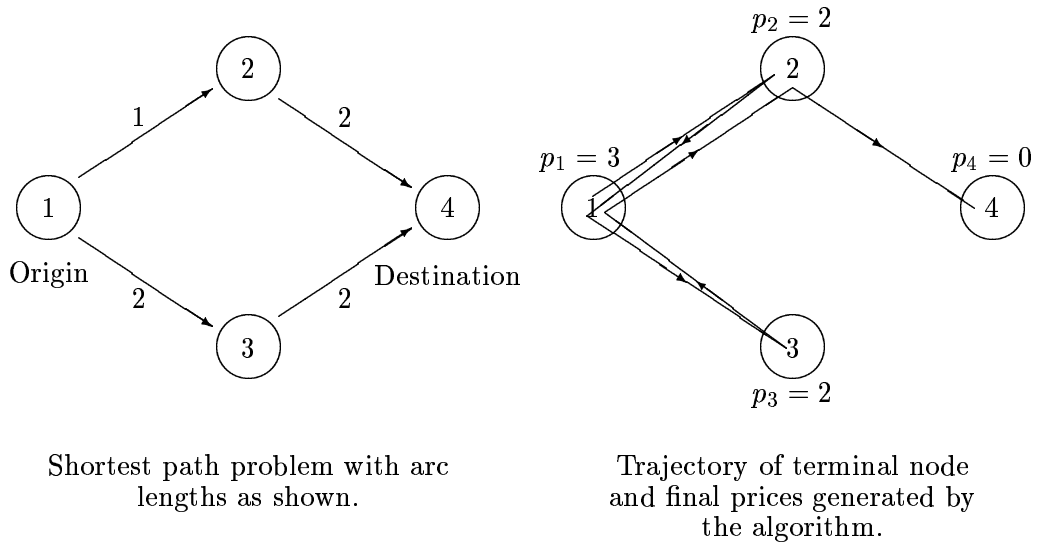 2
1
2
1
4
Origin
Destination
2
2
3
Shortest path problem with arc
lengths as shown.
p₂ = 2
2
p₁ = 3
p₄ = 0
1
4
3
p₃ = 2
Trajectory of terminal node
and final prices generated by
the algorithm.